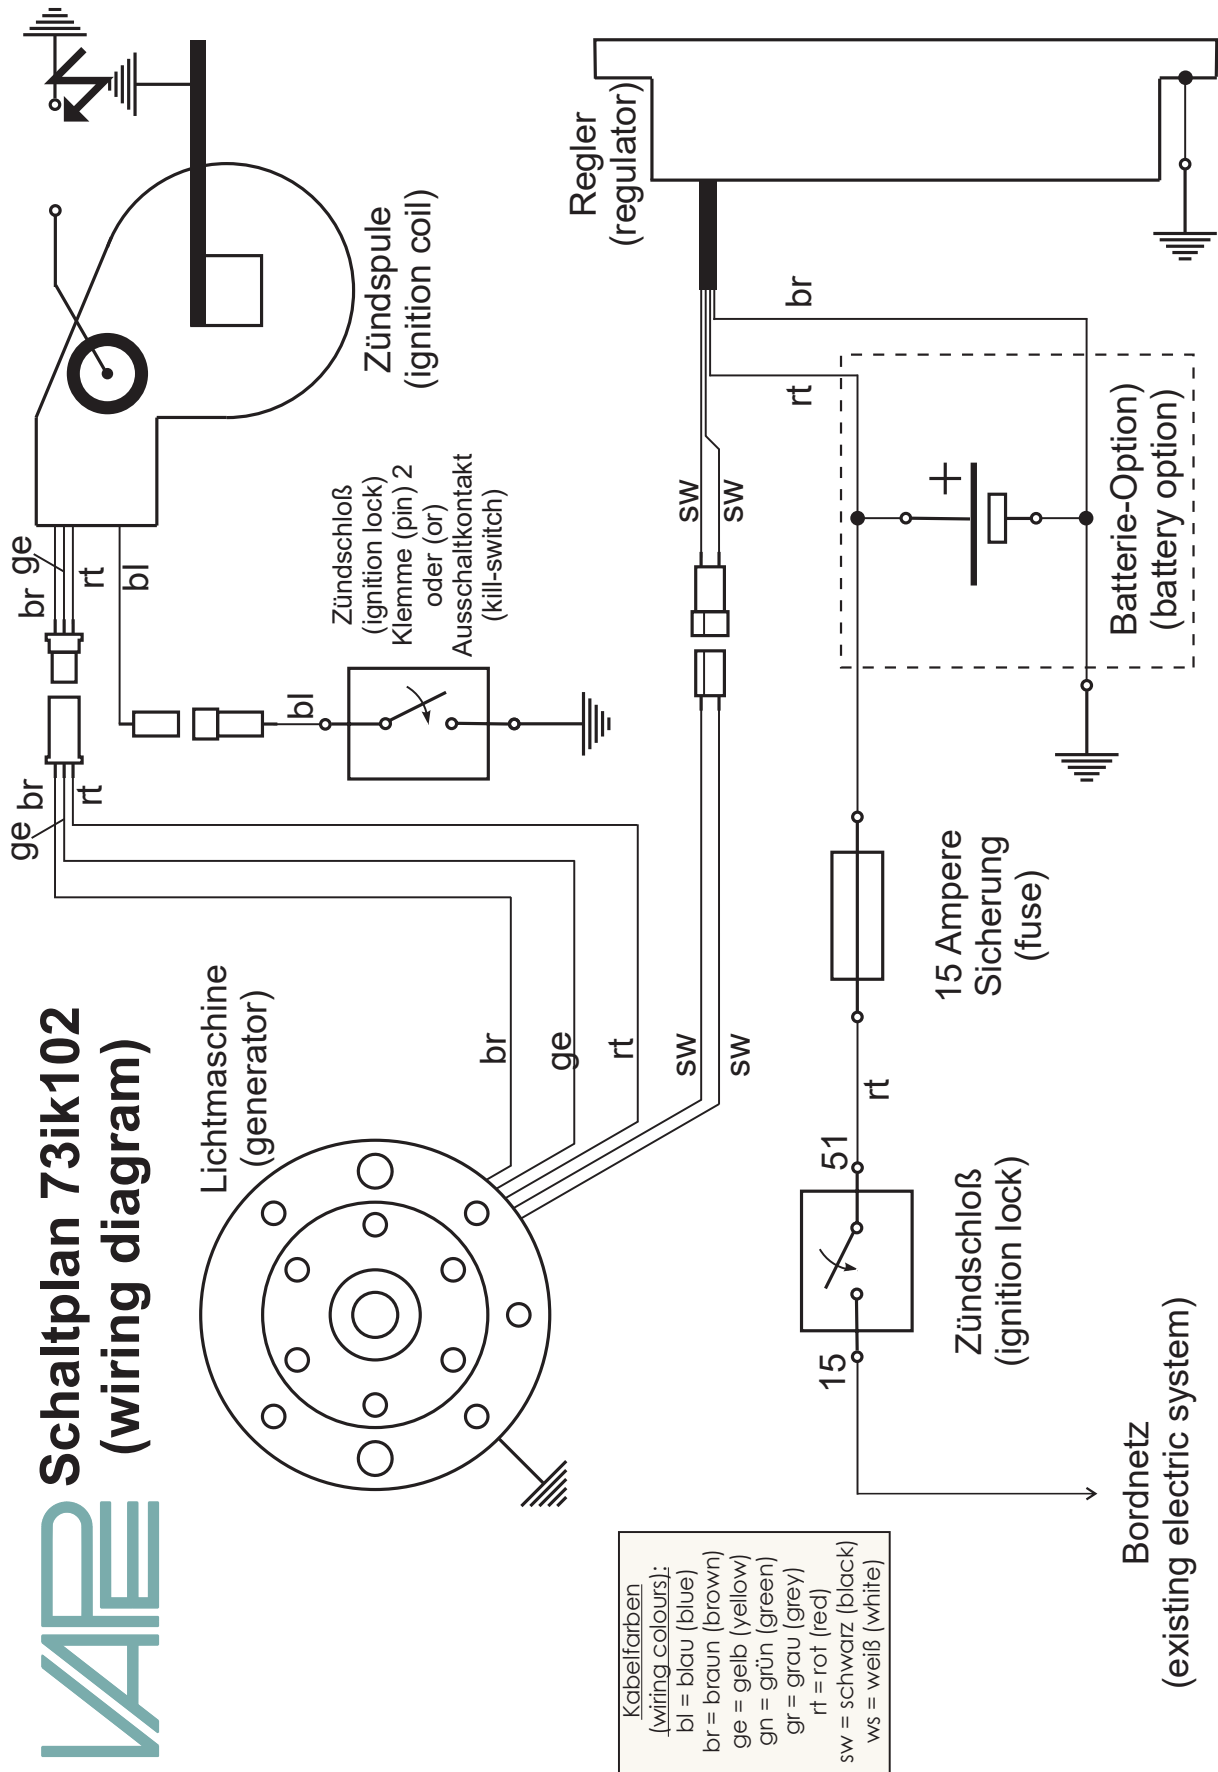 VAPE
Schaltplan 73ik102
(wiring diagram)
Lichtmaschine
(generator)
br
ge
rt
sw
sw
ge
br
rt
br
ge
rt
bl
bl
Zündschloß
(ignition lock)
Klemme (pin) 2
oder (or)
Ausschaltkontakt
(kill-switch)
Zündspule
(ignition coil)
Regler
(regulator)
sw
sw
rt
br
+
Batterie-Option)
(battery option)
15 Ampere
Sicherung
(fuse)
rt
51
15
Zündschloß
(ignition lock)
Bordnetz
(existing electric system)
Kabelfarben
(wiring colours):
bl = blau (blue)
br = braun (brown)
ge = gelb (yellow)
gn = grün (green)
gr = grau (grey)
rt = rot (red)
sw = schwarz (black)
ws = weiß (white)